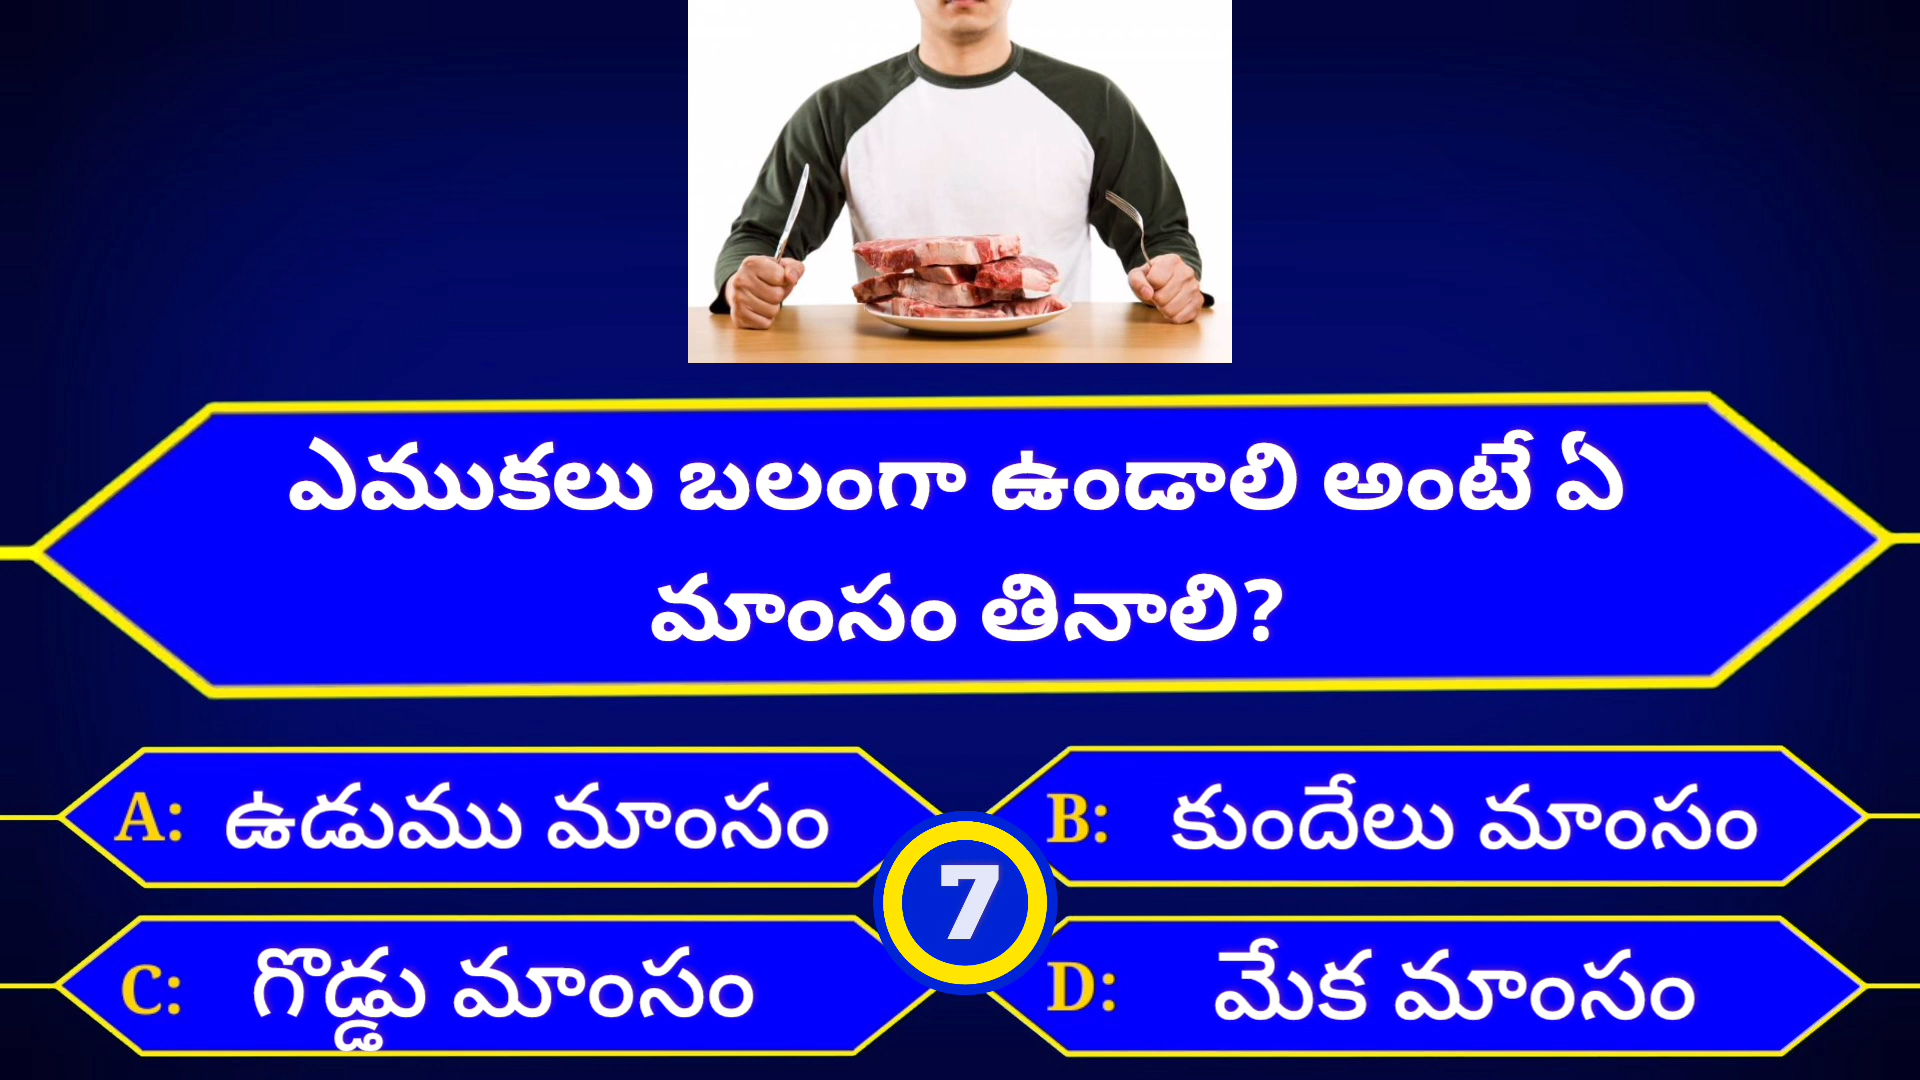 ఎముకలు బలంగా ఉండాలి అంటే ఏ
మాంసం తినాలి?
A: ఉడుము మాంసం
B: కుందేలు మాంసం
7
C: గొడ్డు మాంసం
D: మేక మాంసం